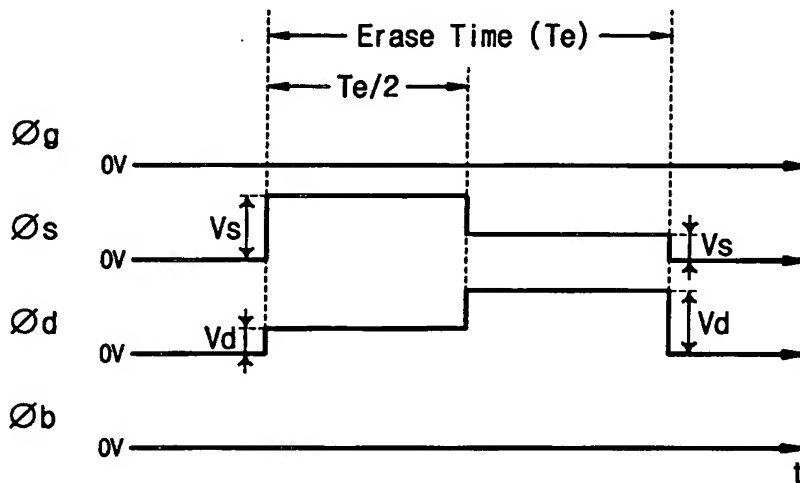 Erase Time (Te)
Te/2
Øg
0V
Øs
Vs
Vs
0V
Ød
Vd
Vd
0V
Øb
0V
t